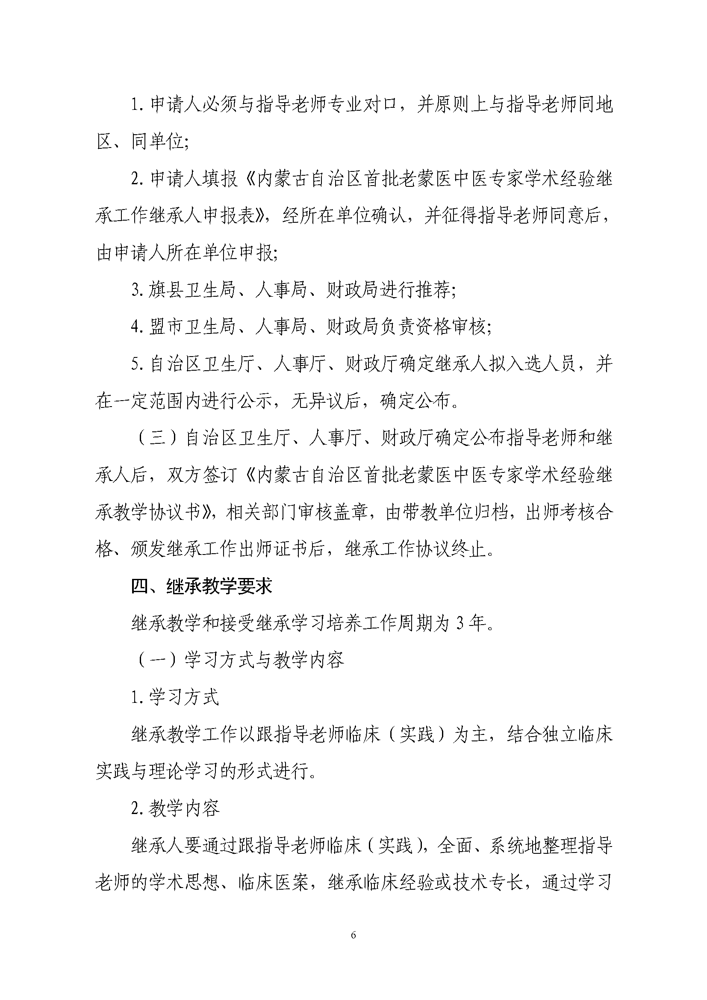 1. 申请人必须与指导老师专业对口，并原则上与指导老师同地
区、同单位;
2. 申请人填报《内蒙古自治区首批老蒙医中医专家学术经验继
承工作继承人申报表》，经所在单位确认，并征得指导老师同意后，
由申请人所在单位申报;
3. 旗县卫生局、人事局、财政局进行推荐;
4. 盟市卫生局、人事局、财政局负责资格审核;
5. 自治区卫生厅、人事厅、财政厅确定继承人拟入选人员，并
在一定范围内进行公示，无异议后，确定公布。
（三）自治区卫生厅、人事厅、财政厅确定公布指导老师和继
承人后，双方签订《内蒙古自治区首批老蒙医中医专家学术经验继
承教学协议书》，相关部门审核盖章，由带教单位归档，出师考核合
格、颁发继承工作出师证书后，继承工作协议终止。
四、继承教学要求
继承教学和接受继承学习培养工作周期为 3 年。
（一）学习方式与教学内容
1. 学习方式
继承教学工作以跟指导老师临床（实践）为主，结合独立临床
实践与理论学习的形式进行。
2. 教学内容
继承人要通过跟指导老师临床（实践），全面、系统地整理指导
老师的学术思想、临床医案，继承临床经验或技术专长，通过学习
6